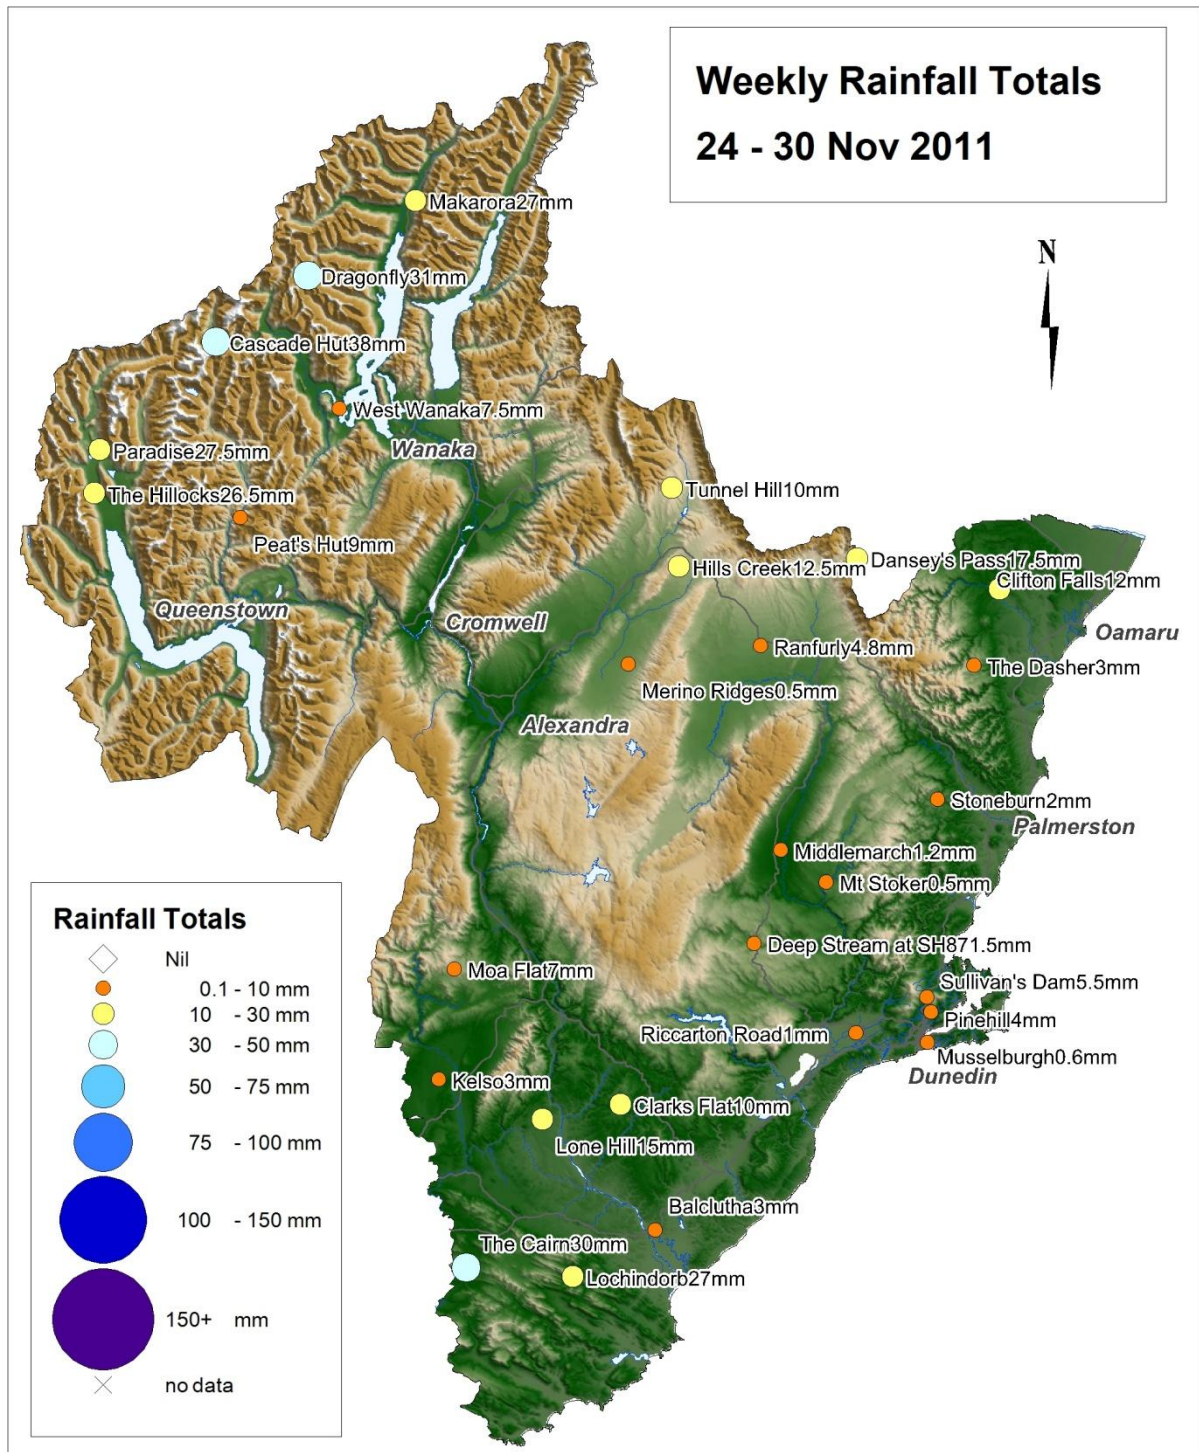 Weekly Rainfall Totals
24 - 30 Nov 2011
N
Makarora27mm
Dragonfly31mm
Cascade Hut38mm
West Wanaka7.5mm
Wanaka
Paradise27.5mm
The Hillocks26.5mm
Peat's Hut9mm
Tunnel Hill10mm
Dansey's Pass17.5mm
Hills Creek12.5mm
Clifton Falls12mm
Queenstown
Cromwell
Oamaru
Ranfurly4.8mm
The Dasher3mm
Merino Ridges0.5mm
Alexandra
Stoneburn2mm
Palmerston
Middlemarch1.2mm
Mt Stoker0.5mm
Deep Stream at SH871.5mm
Moa Flat7mm
Sullivan's Dam5.5mm
Pinehill4mm
Riccarton Road1mm
Musselburgh0.6mm
Dunedin
Kelso3mm
Clarks Flat10mm
Lone Hill15mm
Balclutha3mm
The Cairn30mm
Lochindorb27mm
Rainfall Totals
Nil
0.1 - 10 mm
10 - 30 mm
30 - 50 mm
50 - 75 mm
75 - 100 mm
100 - 150 mm
150+ mm
no data